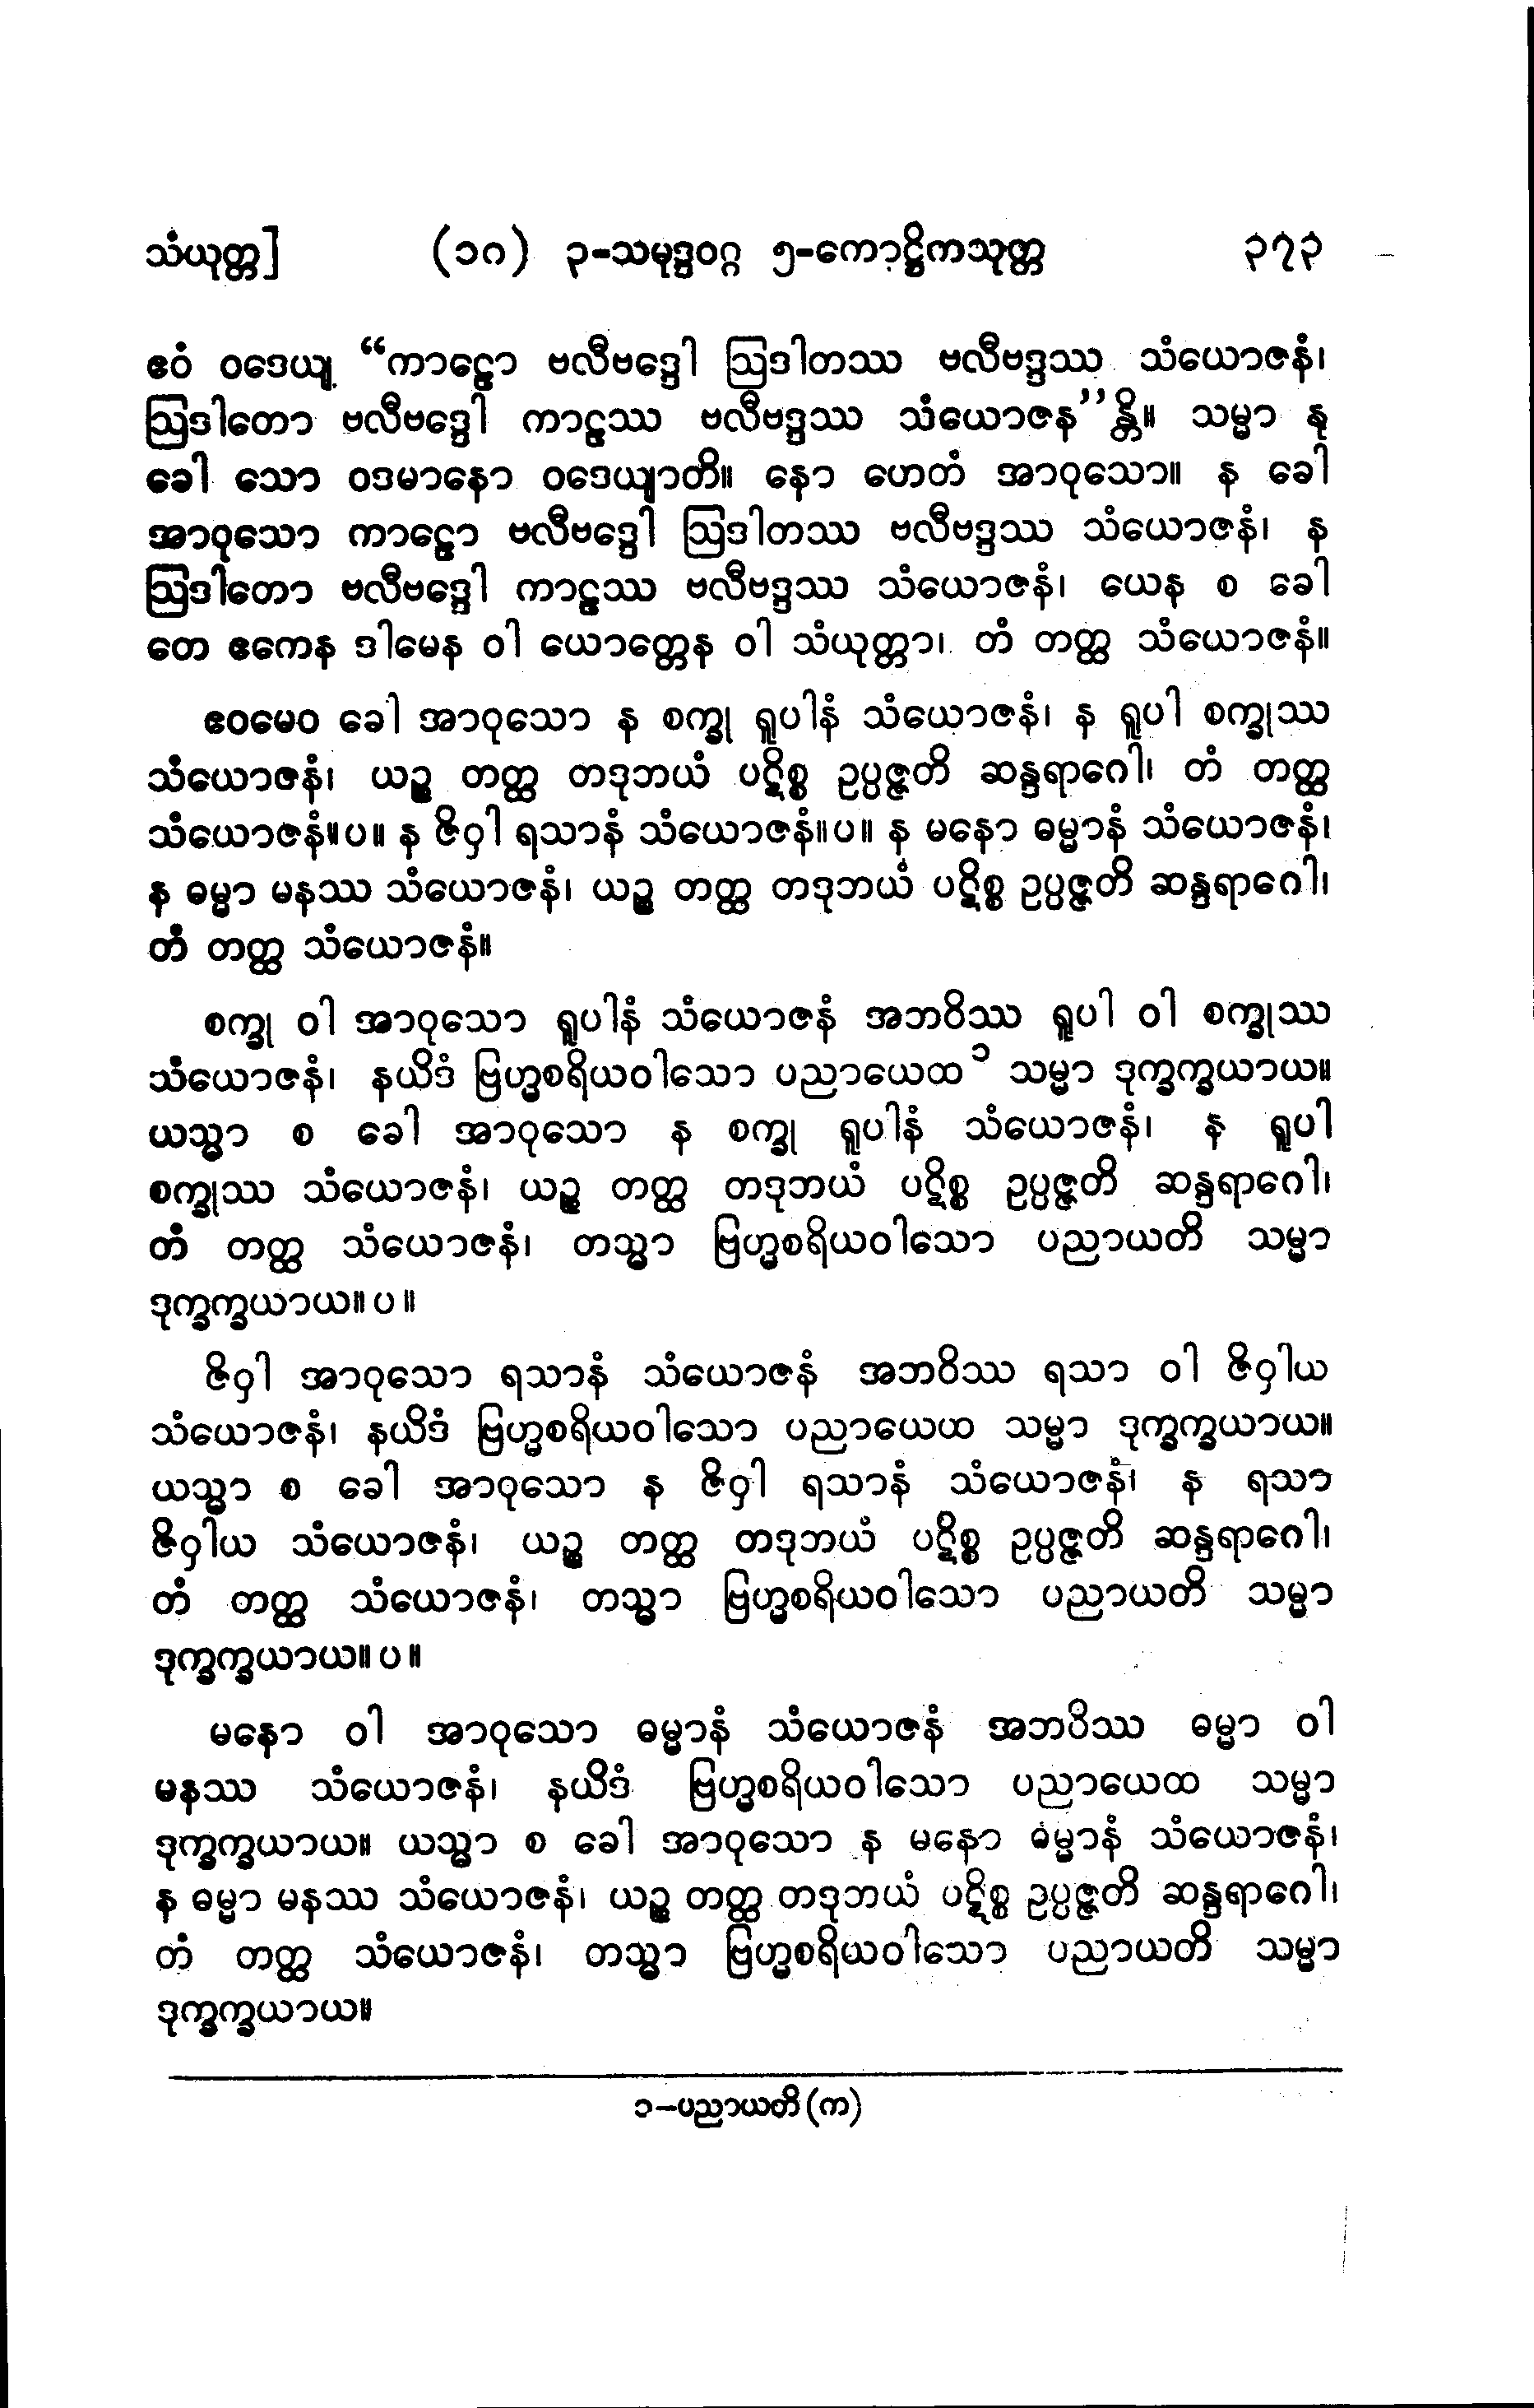 သံယုတ္တ] (၁၈) ၃-သမုဒ္ဒဝဂ္ဂ ၅-ကောဋ္ဌိကသုတ္တ ၃၇၃
ဧဝံ ဝဒေယျ “ကာဠော ဗလီဗဒ္ဒေါ ဩဒါတဿ ဗလီဗဒ္ဒဿ သံယောဇနံ၊
ဩဒါတော ဗလီဗဒ္ဒေါ ကာဠဿ ဗလီဗဒ္ဒဿ သံယောဇန”န္တိ။ သမ္မာ နု
ခေါ သော ဝဒမာနော ဝဒေယျာတိ။ နော ဟေတံ အာဝုသော။ န ခေါ
အာဝုသော ကာဠော ဗလီဗဒ္ဒေါ ဩဒါတဿ ဗလီဗဒ္ဒဿ သံယောဇနံ၊ န
ဩဒါတော ဗလီဗဒ္ဒေါ ကာဠဿ ဗလီဗဒ္ဒဿ သံယောဇနံ၊ ယေန စ ခေါ
တေ ဧကေန ဒါမေန ဝါ ယောတ္တေန ဝါ သံယုတ္တာ၊ တံ တတ္ထ သံယောဇနံ။
ဧဝမေဝ ခေါ အာဝုသော န စက္ခု ရူပါနံ သံယောဇနံ၊ န ရူပါ စက္ခုဿ
သံယောဇနံ၊ ယဉ္စ တတ္ထ တဒုဘယံ ပဋိစ္စ ဥပ္ပဇ္ဇတိ ဆန္ဒရာဂေါ၊ တံ တတ္ထ
သံယောဇနံ။ပ။ န ဇိဝှါ ရသာနံ သံယောဇနံ။ပ။ န မနော ဓမ္မာနံ သံယောဇနံ၊
န ဓမ္မာ မနဿ သံယောဇနံ၊ ယဉ္စ တတ္ထ တဒုဘယံ ပဋိစ္စ ဥပ္ပဇ္ဇတိ ဆန္ဒရာဂေါ၊
တံ တတ္ထ သံယောဇနံ။
စက္ခု ဝါ အာဝုသော ရူပါနံ သံယောဇနံ အဘဝိဿ ရူပါ ဝါ စက္ခုဿ
သံယောဇနံ၊ နယိဒံ ဗြဟ္မစရိယဝါသော ပညာယေထ ၁ သမ္မာ ဒုက္ခက္ခယာယ။
ယသ္မာ စ ခေါ အာဝုသော န စက္ခု ရူပါနံ သံယောဇနံ၊ န ရူပါ
စက္ခုဿ သံယောဇနံ၊ ယဉ္စ တတ္ထ တဒုဘယံ ပဋိစ္စ ဥပ္ပဇ္ဇတိ ဆန္ဒရာဂေါ၊
တံ တတ္ထ သံယောဇနံ၊ တသ္မာ ဗြဟ္မစရိယဝါသော ပညာယတိ သမ္မာ
ဒုက္ခက္ခယာယ။ပ။
ဇိဝှါ အာဝုသော ရသာနံ သံယောဇနံ အဘဝိဿ ရသာ ဝါ ဇိဝှါယ
သံယောဇနံ၊ နယိဒံ ဗြဟ္မစရိယဝါသော ပညာယေထ သမ္မာ ဒုက္ခက္ခယာယ။
ယသ္မာ စ ခေါ အာဝုသော န ဇိဝှါ ရသာနံ သံယောဇနံ၊ န ရသာ
ဇိဝှါယ သံယောဇနံ၊ ယဉ္စ တတ္ထ တဒုဘယံ ပဋိစ္စ ဥပ္ပဇ္ဇတိ ဆန္ဒရာဂေါ၊
တံ တတ္ထ သံယောဇနံ၊ တသ္မာ ဗြဟ္မစရိယဝါသော ပညာယတိ သမ္မာ
ဒုက္ခက္ခယာယ။ပ။
မနော ဝါ အာဝုသော ဓမ္မာနံ သံယောဇနံ အဘဝိဿ ဓမ္မာ ဝါ
မနဿ သံယောဇနံ၊ နယိဒံ ဗြဟ္မစရိယဝါသော ပညာယေထ သမ္မာ
ဒုက္ခက္ခယာယ။ ယသ္မာ စ ခေါ အာဝုသော န မနော ဓမ္မာနံ သံယောဇနံ၊
န ဓမ္မာ မနဿ သံယောဇနံ၊ ယဉ္စ တတ္ထ တဒုဘယံ ပဋိစ္စ ဥပ္ပဇ္ဇတိ ဆန္ဒရာဂေါ၊
တံ တတ္ထ သံယောဇနံ၊ တသ္မာ ဗြဟ္မစရိယဝါသော ပညာယတိ သမ္မာ
ဒုက္ခက္ခယာယ။
၁-ပညာယတိ (က)